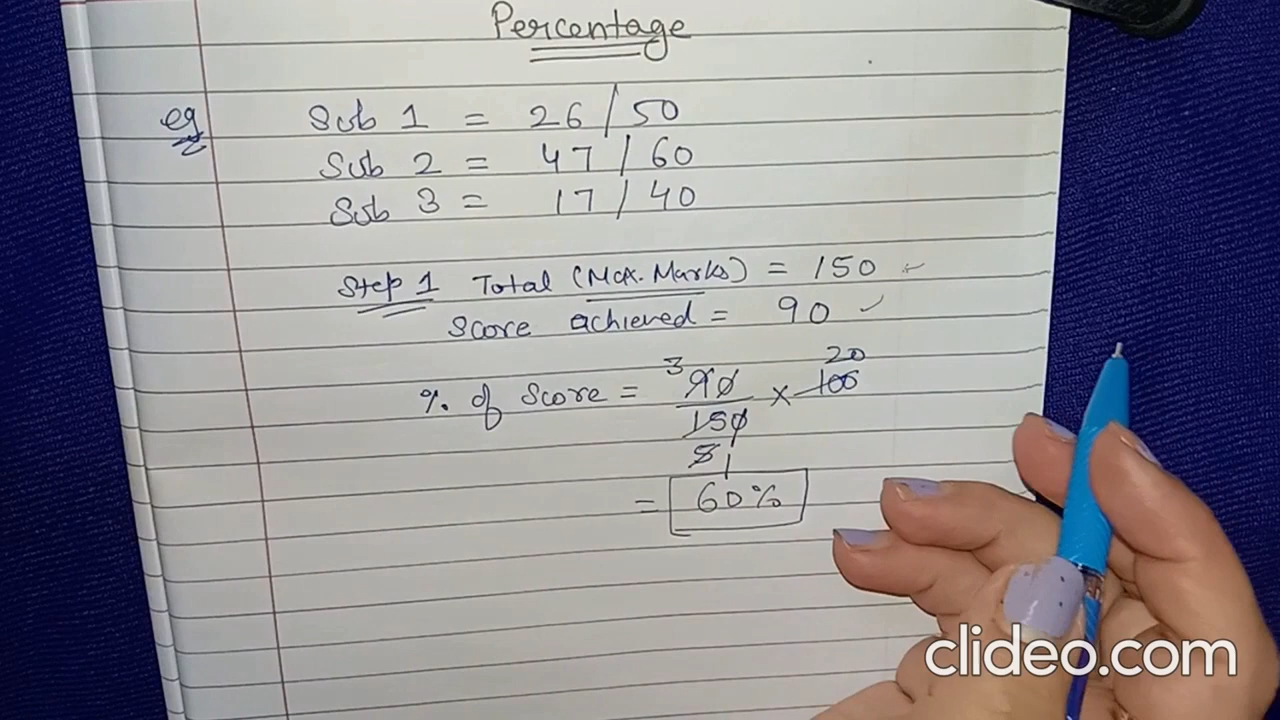 Percentage
eg Sub 1 = 26/50
Sub 2 = 47/60
Sub 3 = 17/40
Step 1 Total (Max. Marks) = 150
Score achieved = 90
20
% of Score = 3 90 × 100
150
5 1
= 60%
clideo.com